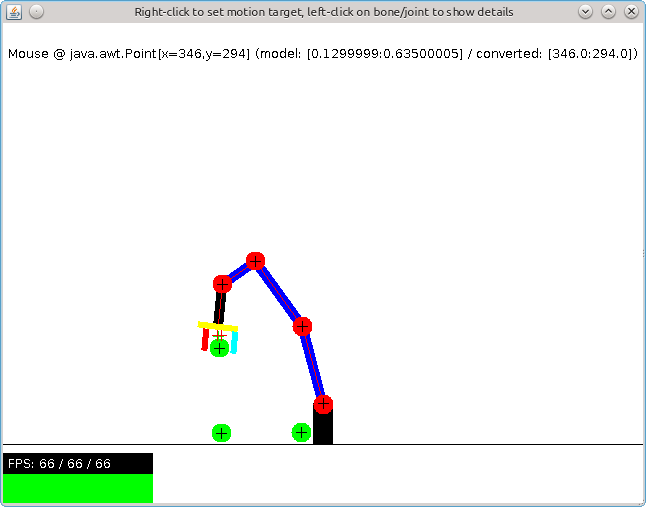 Right-click to set motion target, left-click on bone/joint to show details
Mouse @ java.awt.Point[x=346,y=294] (model: [0.1299999:0.63500005] / converted: [346.0:294.0])
FPS: 66 / 66 / 66